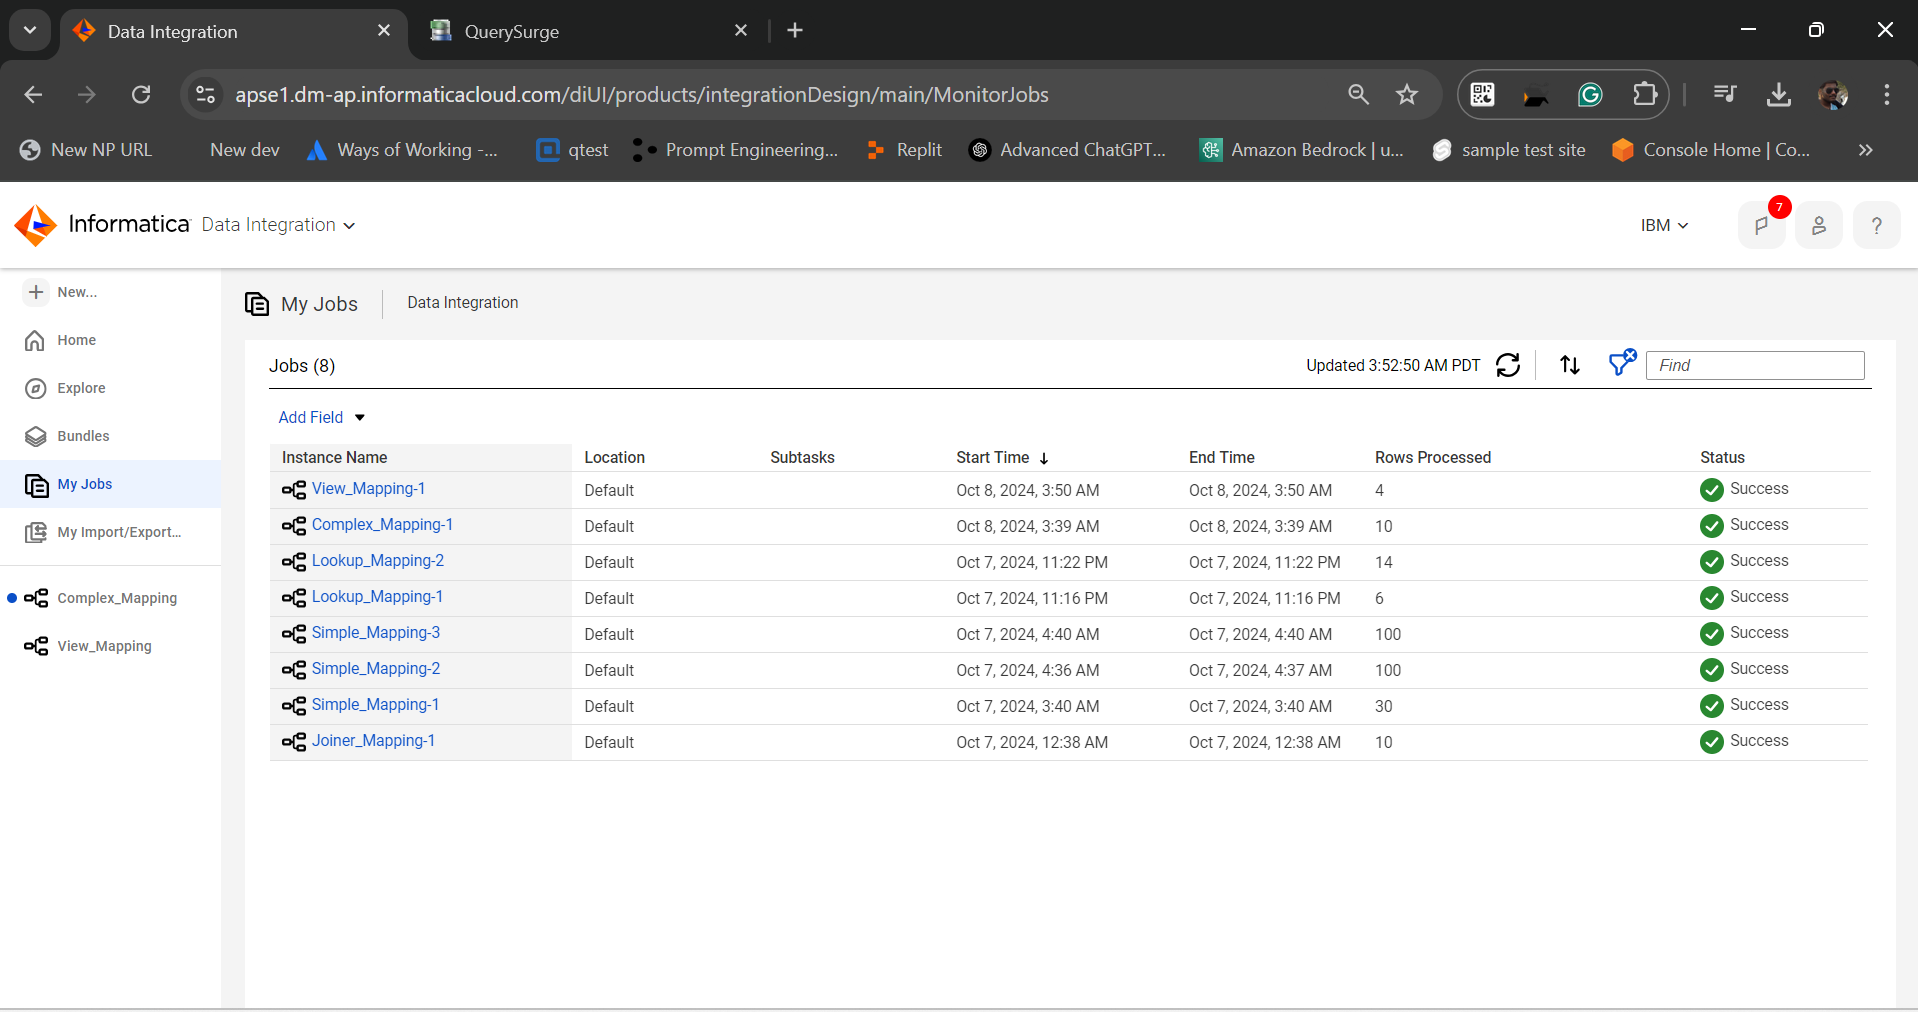 Data Integration
QuerySurge
apse1.dm-ap.informaticacloud.com/diUI/products/integrationDesign/main/MonitorJobs
New NP URL New dev Ways of Working -... qtest Prompt Engineering... Replit Advanced ChatGPT... Amazon Bedrock | u... sample test site Console Home | Co... »
Informatica Data Integration
IBM
7
?
New...
Home
Explore
Bundles
My Jobs
My Import/Export...
Complex_Mapping
View_Mapping
My Jobs Data Integration
Jobs (8) Updated 3:52:50 AM PDT Find
Add Field
Instance Name Location Subtasks Start Time ↓ End Time Rows Processed Status
View_Mapping-1 Default Oct 8, 2024, 3:50 AM Oct 8, 2024, 3:50 AM 4 Success
Complex_Mapping-1 Default Oct 8, 2024, 3:39 AM Oct 8, 2024, 3:39 AM 10 Success
Lookup_Mapping-2 Default Oct 7, 2024, 11:22 PM Oct 7, 2024, 11:22 PM 14 Success
Lookup_Mapping-1 Default Oct 7, 2024, 11:16 PM Oct 7, 2024, 11:16 PM 6 Success
Simple_Mapping-3 Default Oct 7, 2024, 4:40 AM Oct 7, 2024, 4:40 AM 100 Success
Simple_Mapping-2 Default Oct 7, 2024, 4:36 AM Oct 7, 2024, 4:37 AM 100 Success
Simple_Mapping-1 Default Oct 7, 2024, 3:40 AM Oct 7, 2024, 3:40 AM 30 Success
Joiner_Mapping-1 Default Oct 7, 2024, 12:38 AM Oct 7, 2024, 12:38 AM 10 Success